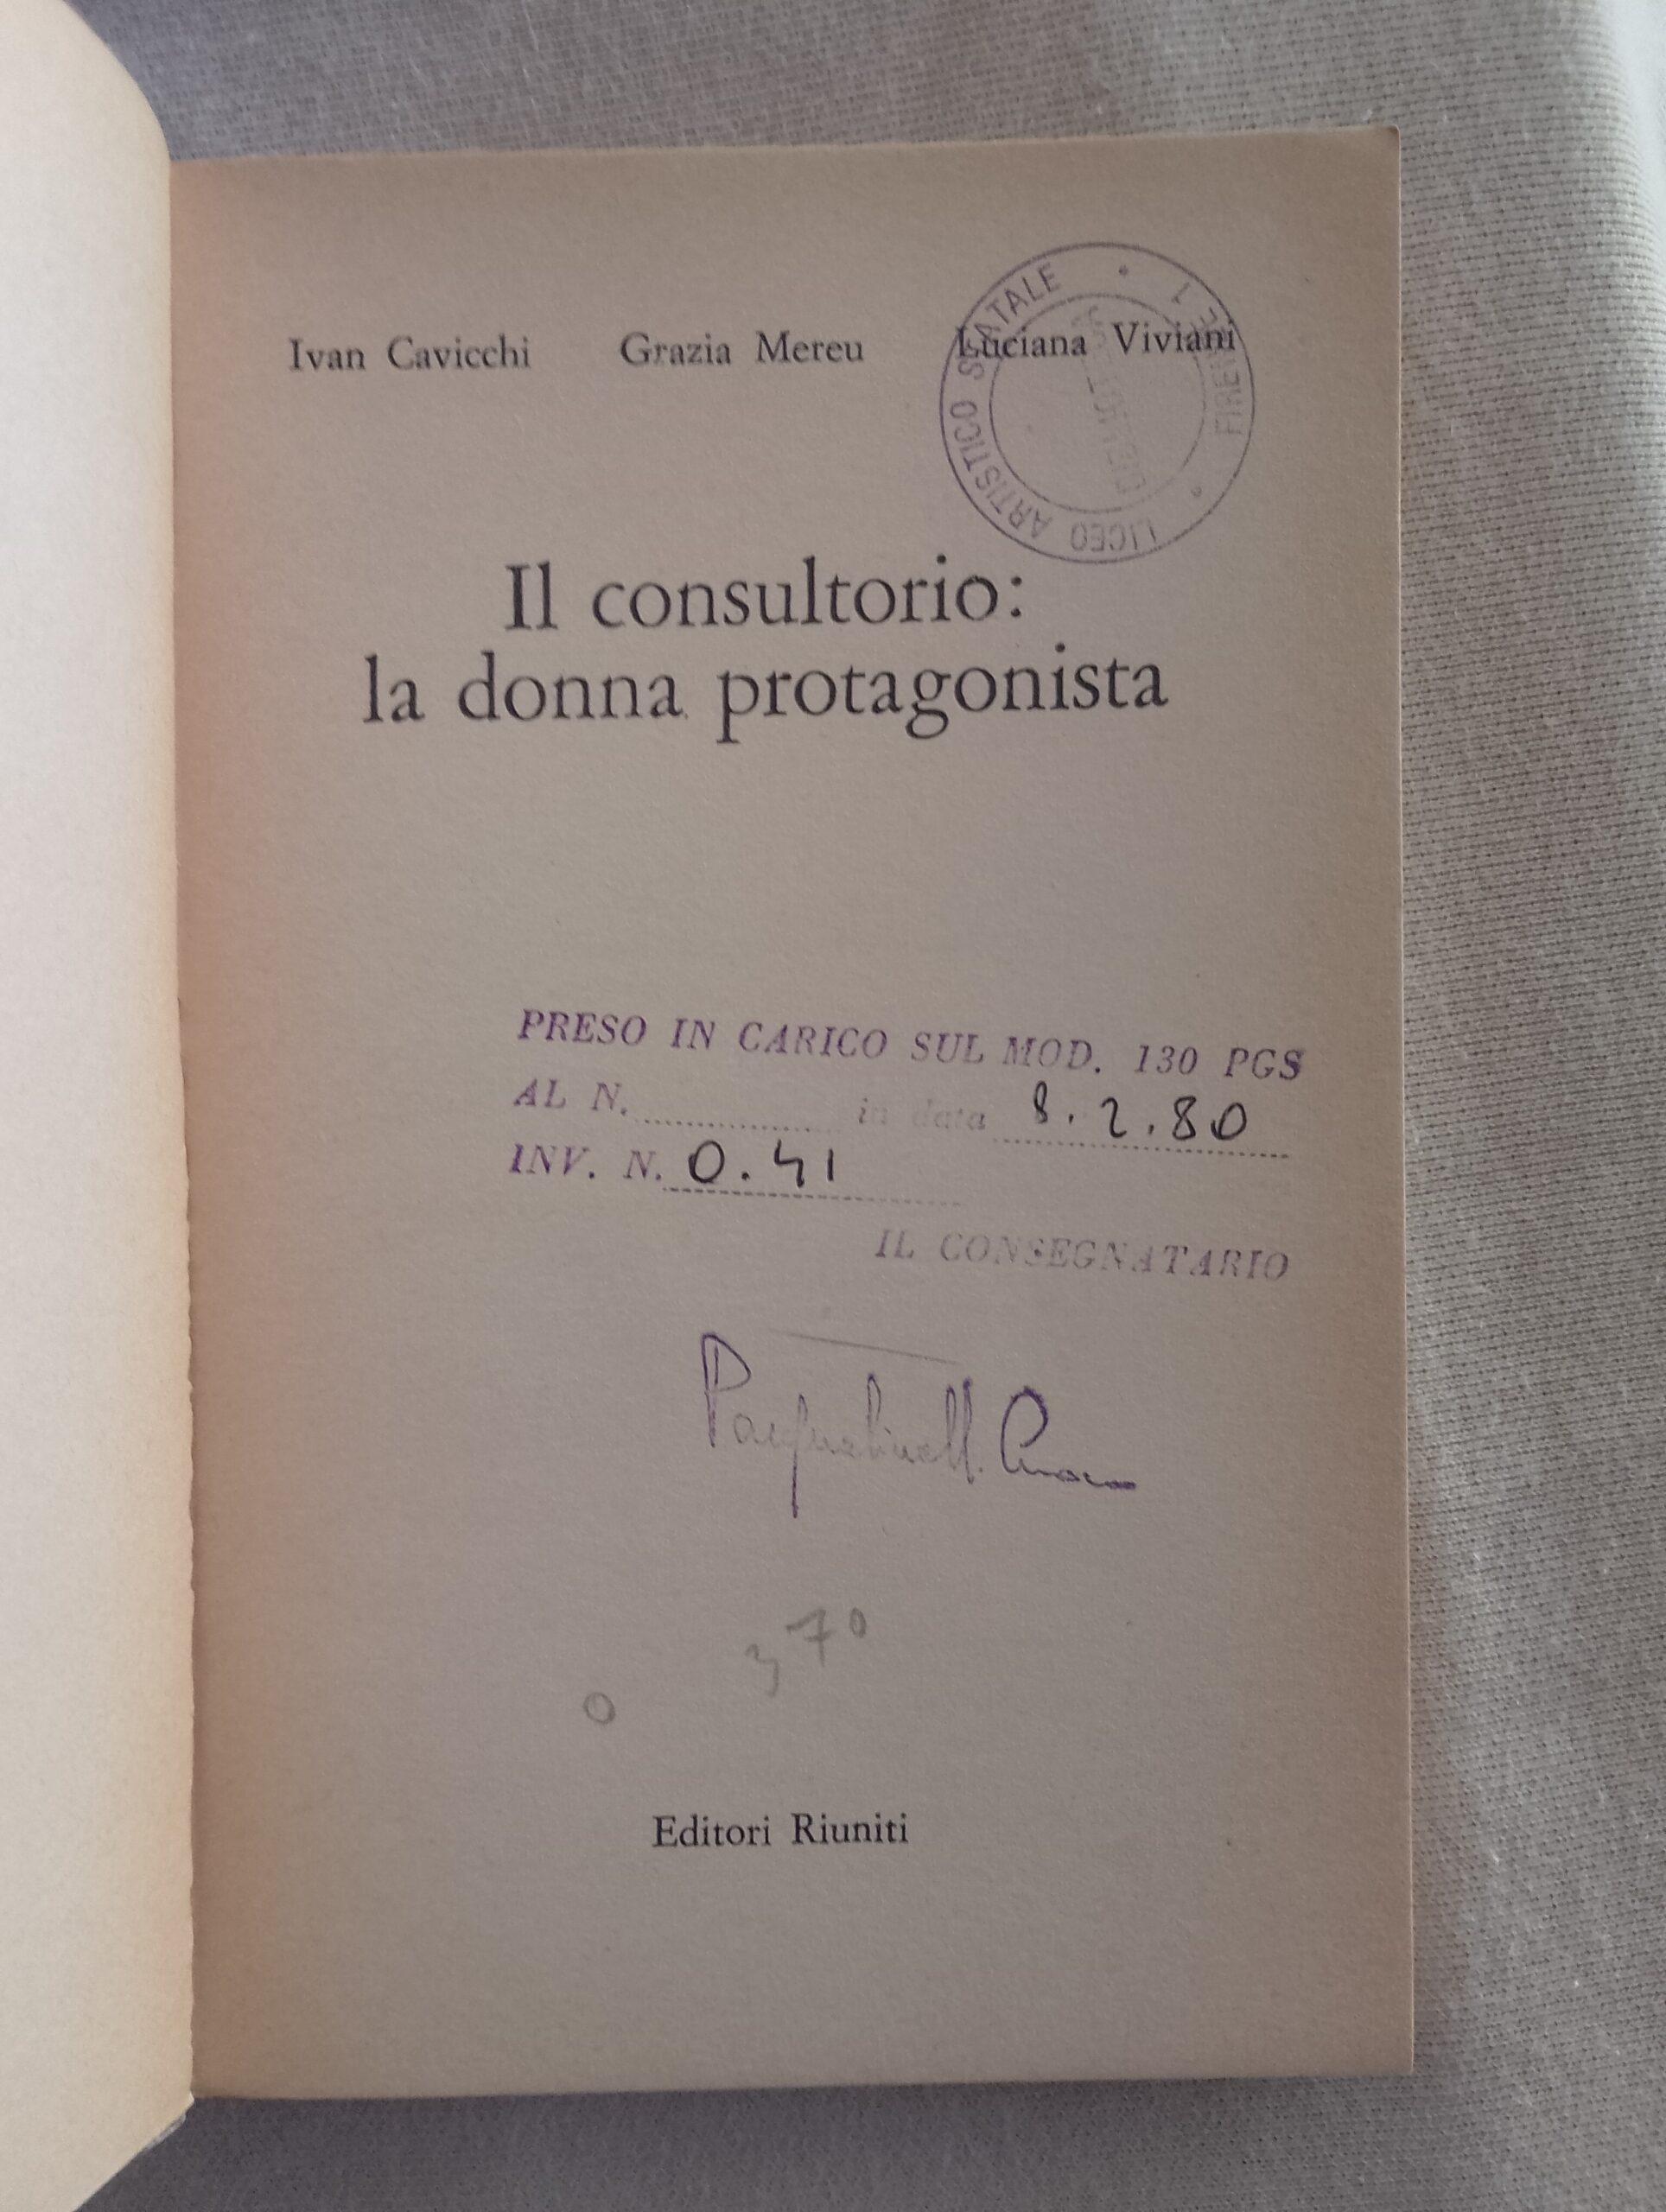 Ivan Cavicchi Grazia Mereu Luciana Viviani
LICEO ARTISTICO STATALE
Il consultorio:
la donna protagonista
PRESO IN CARICO SUL MOD. 130 PGS
AL N. in data 8.2.80
INV. N. 0.41
IL CONSEGNATARIO
370
0
Editori Riuniti